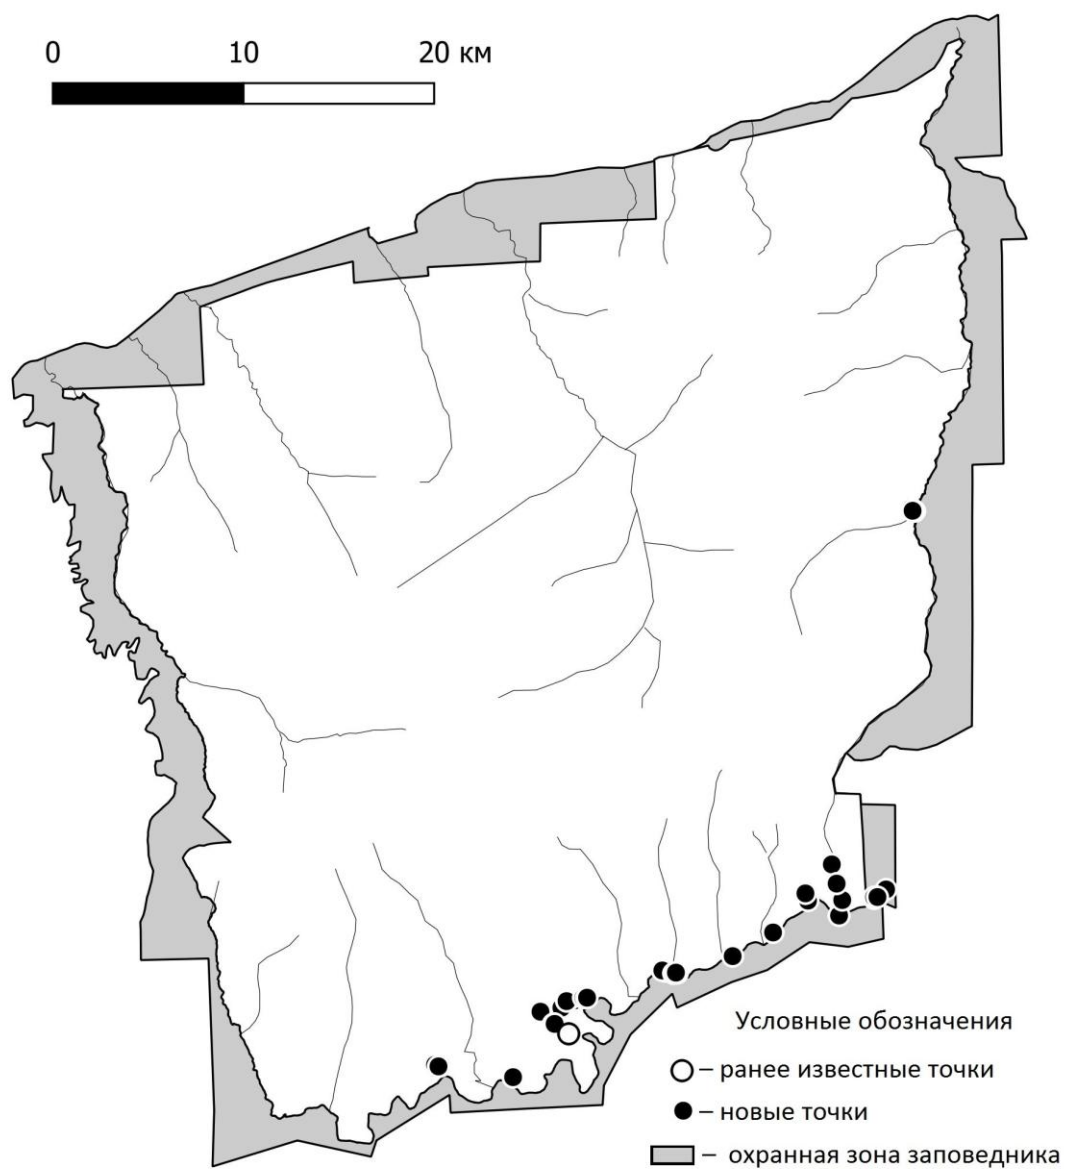 0 10 20 км
Условные обозначения
– ранее известные точки
– новые точки
– охранная зона заповедника